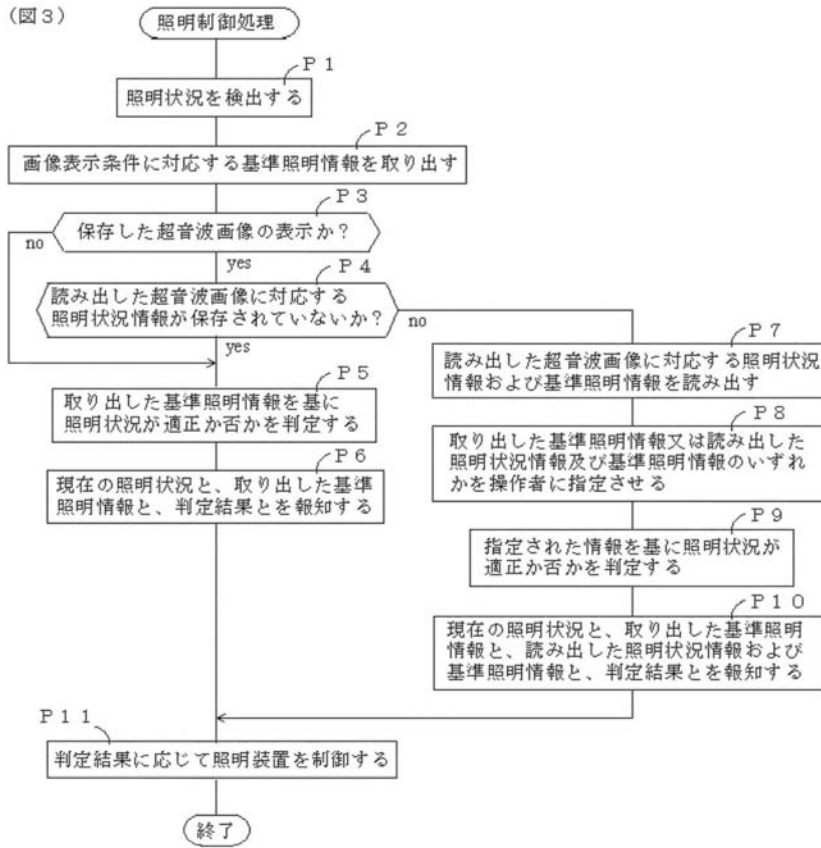 （図３）
照明制御処理
Ｐ１
照明状況を検出する
Ｐ２
画像表示条件に対応する基準照明情報を取り出す
Ｐ３
保存した超音波画像の表示か？
no
yes
Ｐ４
読み出した超音波画像に対応する
照明状況情報が保存されていないか？
no
yes
Ｐ５
取り出した基準照明情報を基に
照明状況が適正か否かを判定する
Ｐ６
現在の照明状況と、取り出した基準
照明情報と、判定結果とを報知する
Ｐ７
読み出した超音波画像に対応する照明状況
情報および基準照明情報を読み出す
Ｐ８
取り出した基準照明情報又は読み出した
照明状況情報及び基準照明情報のいずれ
かを操作者に指定させる
Ｐ９
指定された情報を基に照明状況が
適正か否かを判定する
Ｐ１０
現在の照明状況と、取り出した基準照明
情報と、読み出した照明状況情報および
基準照明情報と、判定結果とを報知する
Ｐ１１
判定結果に応じて照明装置を制御する
終了